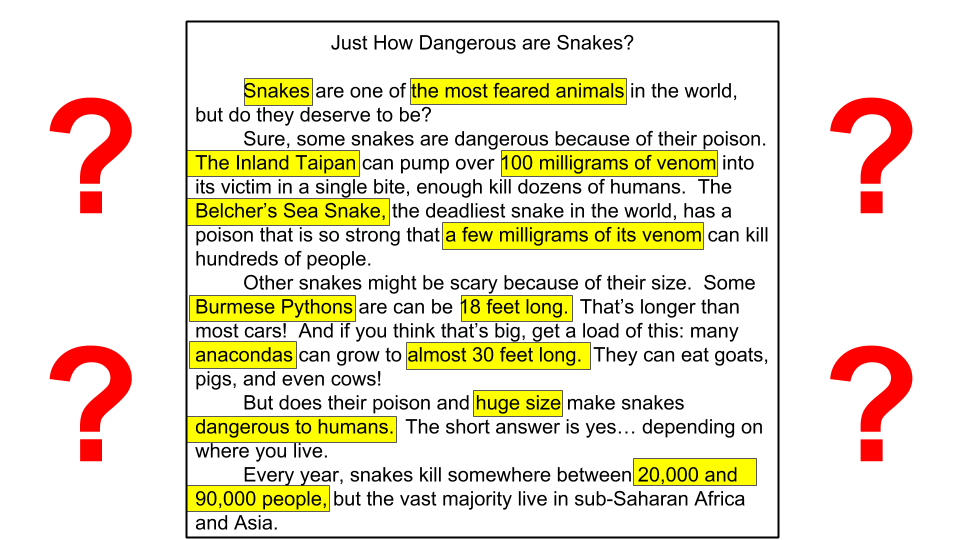 Just How Dangerous are Snakes?
Snakes are one of the most feared animals in the world,
but do they deserve to be?
Sure, some snakes are dangerous because of their poison.
The Inland Taipan can pump over 100 milligrams of venom into
its victim in a single bite, enough kill dozens of humans.  The
Belcher's Sea Snake, the deadliest snake in the world, has a
poison that is so strong that a few milligrams of its venom can kill
hundreds of people.
Other snakes might be scary because of their size.  Some
Burmese Pythons are can be 18 feet long.  That's longer than
most cars!  And if you think that's big, get a load of this: many
anacondas can grow to almost 30 feet long.  They can eat goats,
pigs, and even cows!
But does their poison and huge size make snakes
dangerous to humans.  The short answer is yes… depending on
where you live.
Every year, snakes kill somewhere between 20,000 and
90,000 people, but the vast majority live in sub-Saharan Africa
and Asia.
? ?
? ?